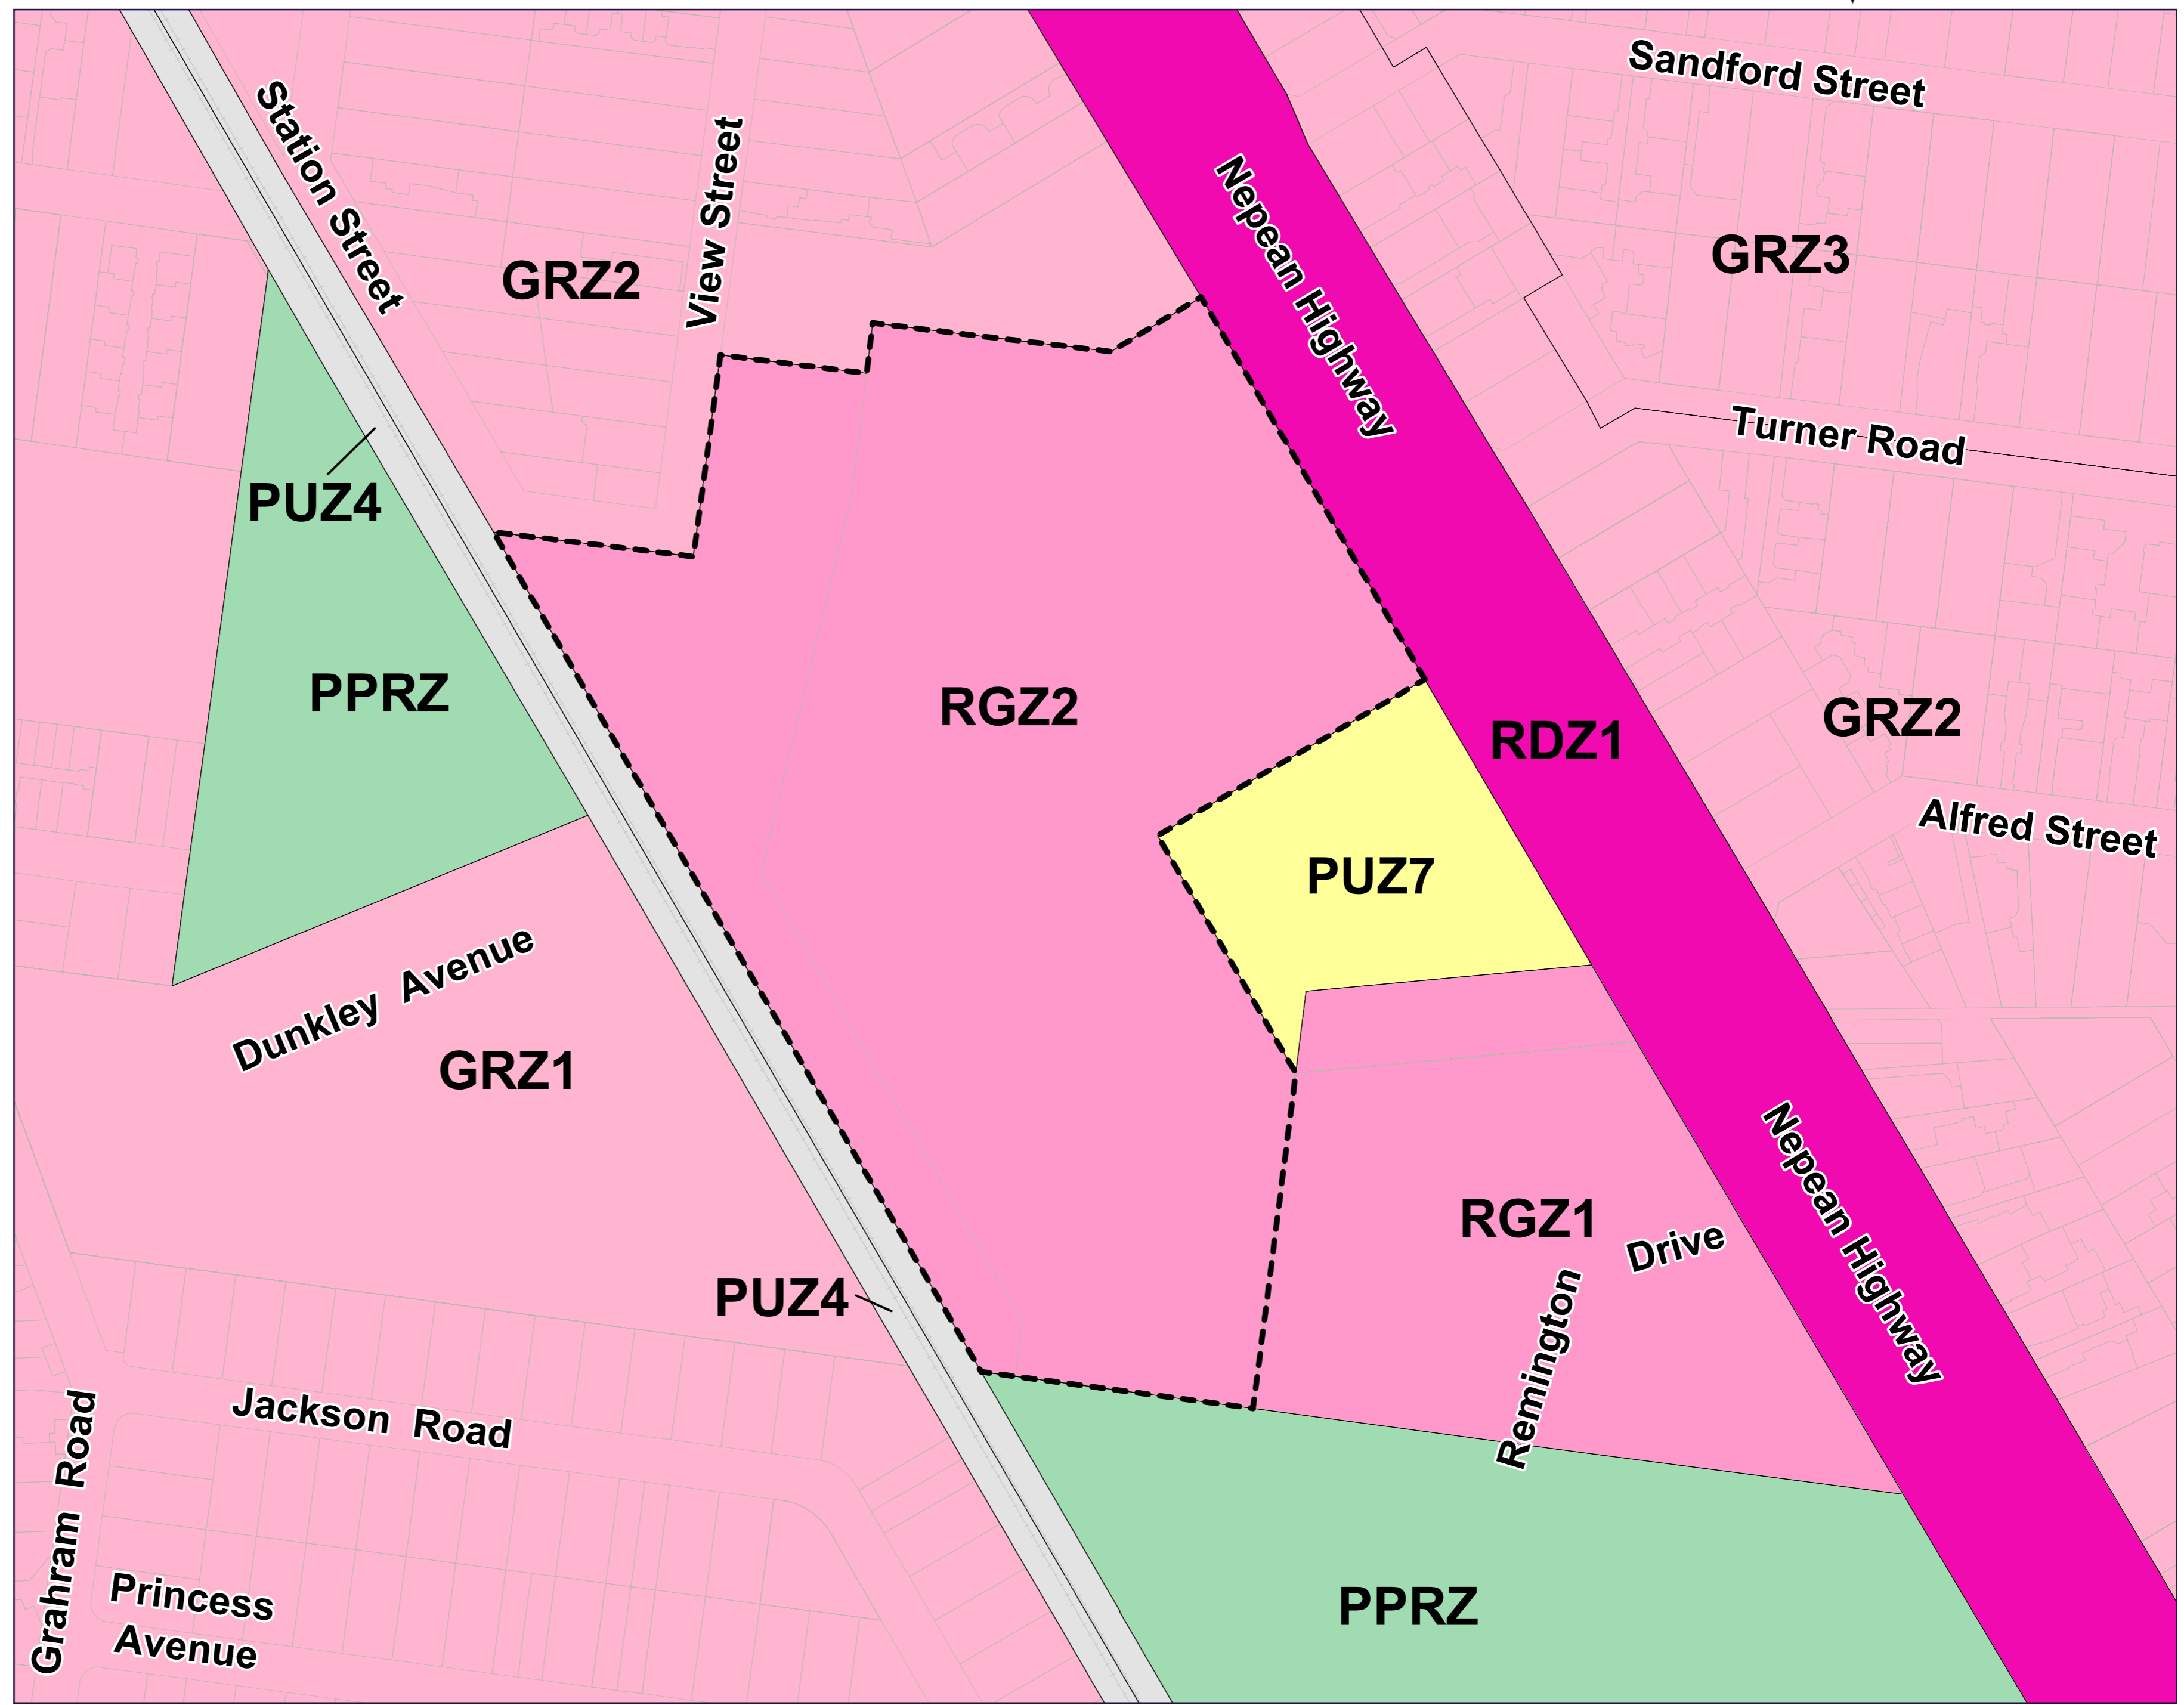 Sandford Street
Station Street
View Street
Nepean Highway
GRZ3
GRZ2
Turner Road
PUZ4
PPRZ
RGZ2
RDZ1
GRZ2
Alfred Street
PUZ7
Dunkley Avenue
GRZ1
Nepean Highway
RGZ1
Drive
Remington
PUZ4
Jackson Road
Grahram Road
Princess
Avenue
PPRZ